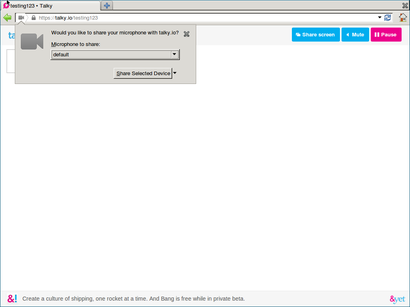 testing123 • Talky
https://talky.io/testing123
Would you like to share your microphone with talky.io?
Microphone to share:
default
Share Selected Device
ta
Share screen
Mute
Pause
&! Create a culture of shipping, one rocket at a time. And Bang is free while in private beta.
&yet